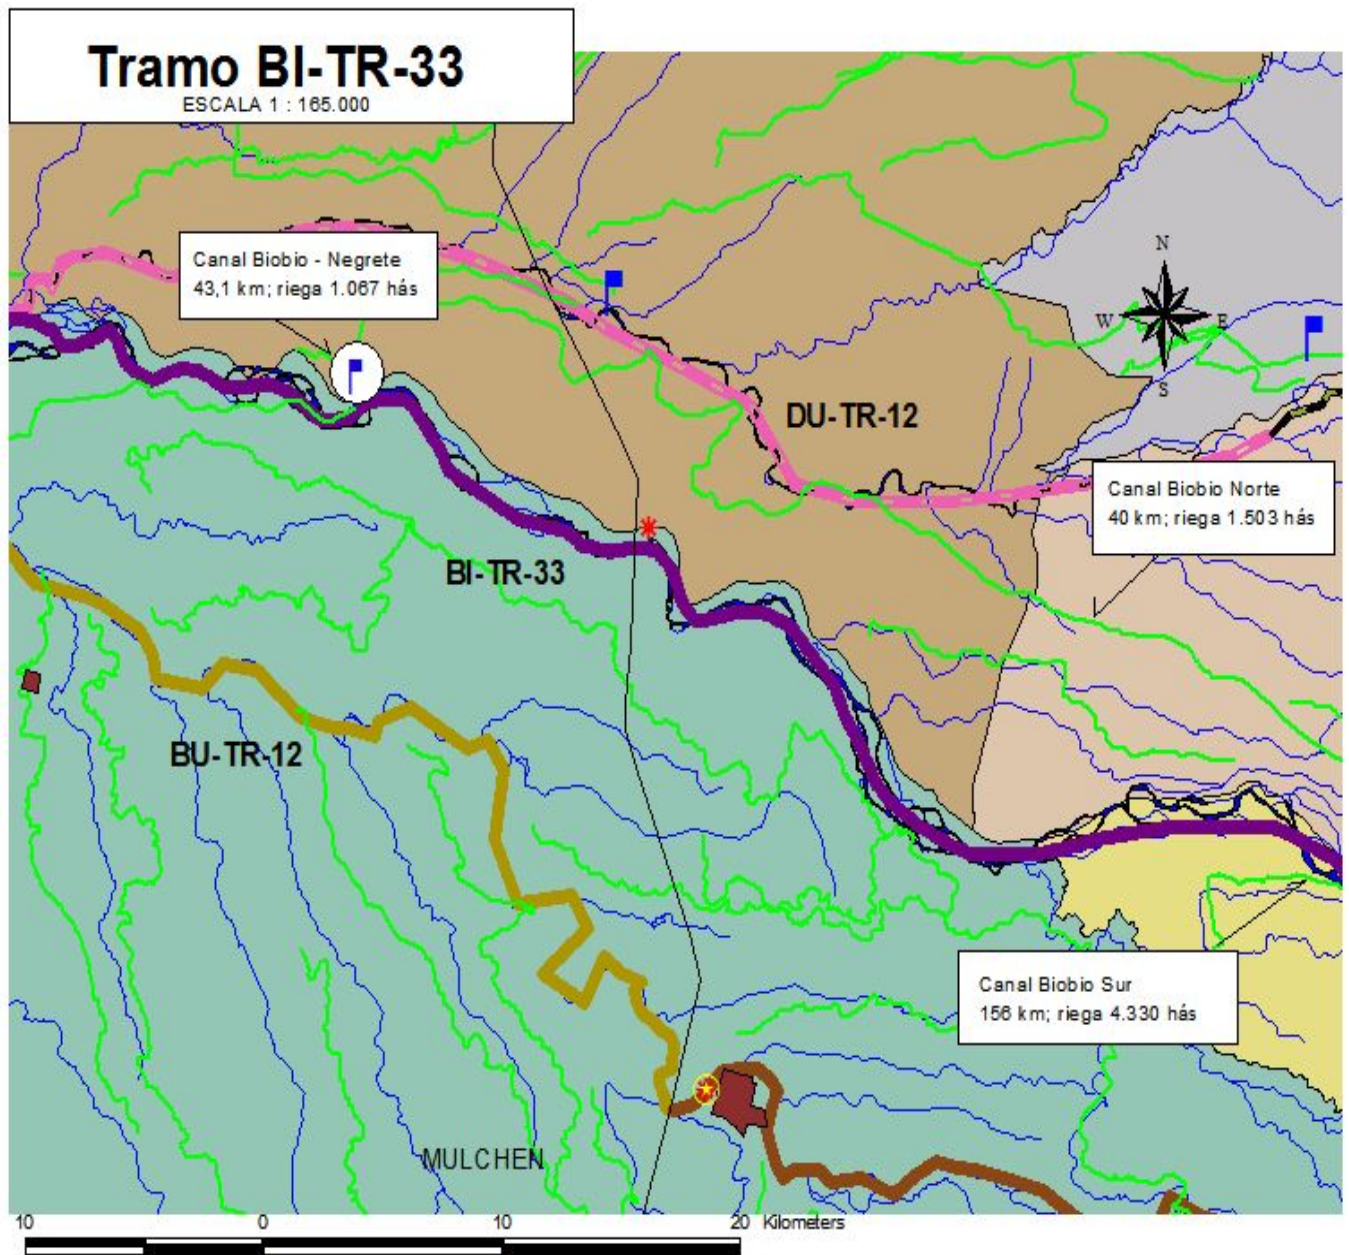 Tramo BI-TR-33
ESCALA 1 : 165.000
Canal Biobio - Negrete
43,1 km; riega 1.067 hás
N
W
E
S
DU-TR-12
Canal Biobio Norte
40 km; riega 1.503 hás
BI-TR-33
BU-TR-12
Canal Biobio Sur
156 km; riega 4.330 hás
MULCHEN
10 0 10 20 Kilometers